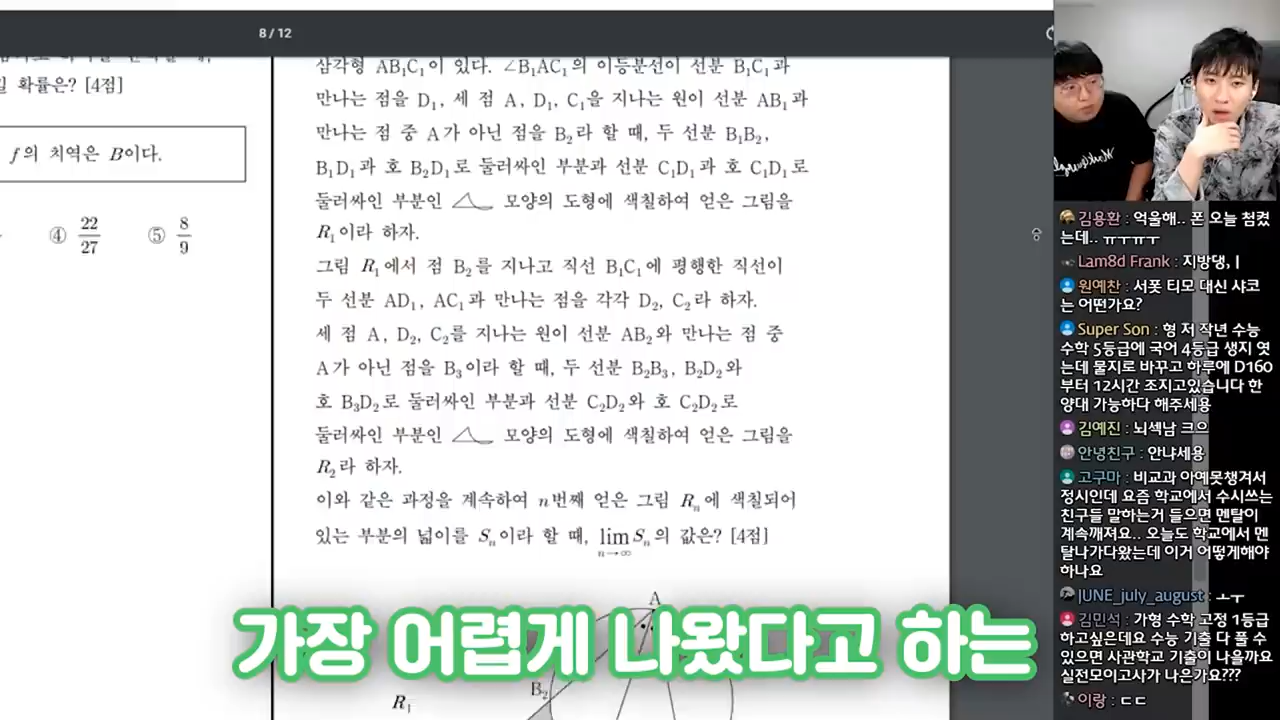 8 / 12
길 확률은? [4점]
f의 치역은 B이다.
④ 22/27 ⑤ 8/9
삼각형 AB₁C₁이 있다. ∠B₁AC₁의 이등분선이 선분 B₁C₁과
만나는 점을 D₁, 세 점 A, D₁, C₁을 지나는 원이 선분 AB₁과
만나는 점 중 A가 아닌 점을 B₂라 할 때, 두 선분 B₁B₂,
B₁D₁과 호 B₂D₁로 둘러싸인 부분과 선분 C₁D₁과 호 C₁D₁로
둘러싸인 부분인 모양의 도형에 색칠하여 얻은 그림을
R₁이라 하자.
그림 R₁에서 점 B₂를 지나고 직선 B₁C₁에 평행한 직선이
두 선분 AD₁, AC₁과 만나는 점을 각각 D₂, C₂라 하자.
세 점 A, D₂, C₂를 지나는 원이 선분 AB₂와 만나는 점 중
A가 아닌 점을 B₃이라 할 때, 두 선분 B₂B₃, B₂D₂와
호 B₃D₂로 둘러싸인 부분과 선분 C₂D₂와 호 C₂D₂로
둘러싸인 부분인 모양의 도형에 색칠하여 얻은 그림을
R₂라 하자.
이와 같은 과정을 계속하여 n번째 얻은 그림 Rₙ에 색칠되어
있는 부분의 넓이를 Sₙ이라 할 때, lim n→∞ Sₙ의 값은? [4점]
A
B₂
R₁
가장 어렵게 나왔다고 하는
김용환 : 억울해.. 폰 오늘 첨켰
는데.. ㅠㅜㅠㅜ
Lam8d Frank : 지방댕,ㅣ
원예찬 : 서폿 티모 대신 샤코
는 어떤가요?
Super Son : 형 저 작년 수능
수학 5등급에 국어 4등급 생지 엿
는데 물지로 바꾸고 하루에 D160
부터 12시간 조지고있습니다 한
양대 가능하다 해주세용
김예진 : 뇌섹남 크으
안녕친구 : 안냐세용
고구마 : 비교과 아예못챙겨서
정시인데 요즘 학교에서 수시쓰는
친구들 말하는거 들으면 멘탈이
계속깨져요.. 오늘도 학교에서 멘
탈나가다왔는데 이거 어떻게해야
하나요
JUNE_july_august : ㅗㅜ
김민석 : 가형 수학 고정 1등급
하고싶은데요 수능 기출 다 풀 수
있으면 사관학교 기출이 나을까요
실전모이고사가 나은가요???
이랑 : ㄷㄷ